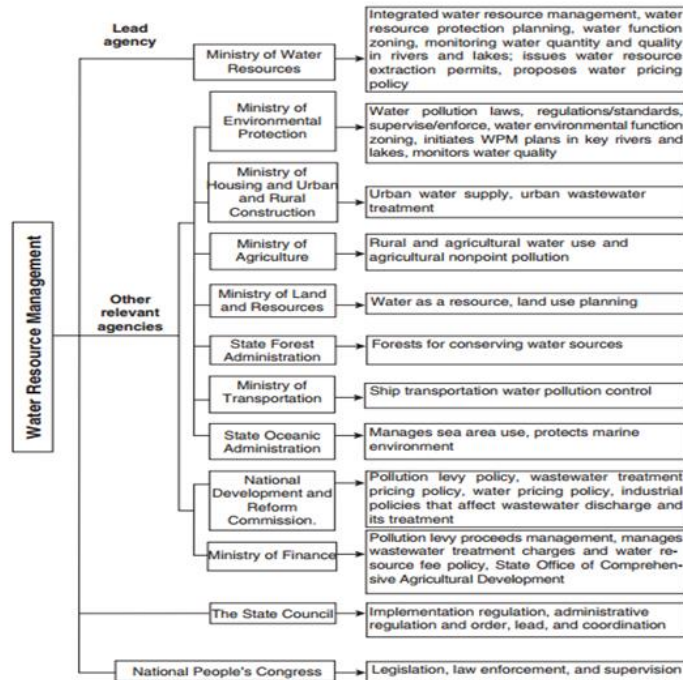 Lead
agency
Ministry of Water
Resources
Integrated water resource management, water
resource protection planning, water function
zoning, monitoring water quantity and quality
in rivers and lakes; issues water resource
extraction permits, proposes water pricing
policy
Ministry of
Environmental
Protection
Water pollution laws, regulations/standards,
supervise/enforce, water environmental function
zoning, initiates WPM plans in key rivers and
lakes, monitors water quality
Ministry of
Housing and Urban
and Rural
Construction
Urban water supply, urban wastewater
treatment
Water Resource Management
Other
relevant
agencies
Ministry of
Agriculture
Rural and agricultural water use and
agricultural nonpoint pollution
Ministry of Land
and Resources
Water as a resource, land use planning
State Forest
Administration
Forests for conserving water sources
Ministry of
Transportation
Ship transportation water pollution control
State Oceanic
Administration
Manages sea area use, protects marine
environment
National
Development and
Reform
Commission.
Pollution levy policy, wastewater treatment
pricing policy, water pricing policy, industrial
policies that affect wastewater discharge and
its treatment
Ministry of Finance
Pollution levy proceeds management, manages
wastewater treatment charges and water re-
source fee policy, State Office of Comprehen-
sive Agricultural Development
The State Council
Implementation regulation, administrative
regulation and order, lead, and coordination
National People's Congress
Legislation, law enforcement, and supervision